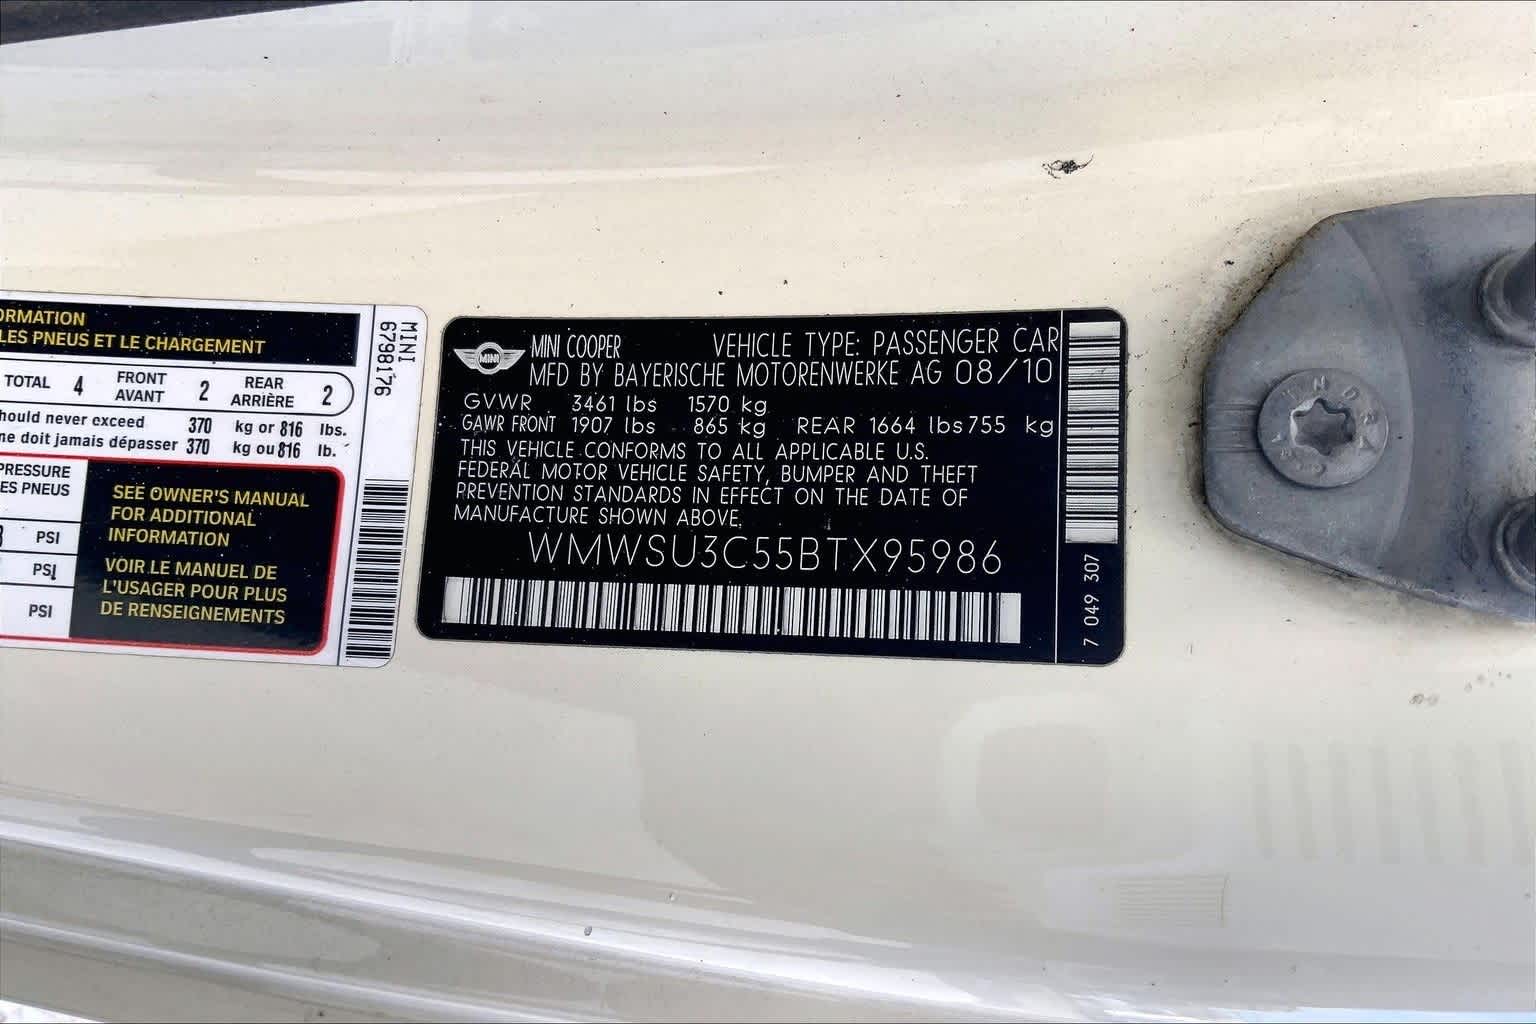 ORMATION
LES PNEUS ET LE CHARGEMENT
TOTAL 4 FRONT AVANT 2 REAR ARRIÈRE 2
hould never exceed 370 kg or 816 lbs.
ne doit jamais dépasser 370 kg ou 816 lb.
PRESSURE
ES PNEUS
PSI
PSI
PSI
SEE OWNER'S MANUAL
FOR ADDITIONAL
INFORMATION
VOIR LE MANUEL DE
L'USAGER POUR PLUS
DE RENSEIGNEMENTS
MINI
6798176
MINI
MINI COOPER VEHICLE TYPE: PASSENGER CAR
MFD BY BAYERISCHE MOTORENWERKE AG 08/10
GVWR 3461 lbs 1570 kg
GAWR FRONT 1907 lbs 865 kg REAR 1664 lbs 755 kg
THIS VEHICLE CONFORMS TO ALL APPLICABLE U.S.
FEDERAL MOTOR VEHICLE SAFETY, BUMPER AND THEFT
PREVENTION STANDARDS IN EFFECT ON THE DATE OF
MANUFACTURE SHOWN ABOVE.
WMWSU3C55BTX95986
7 049 307